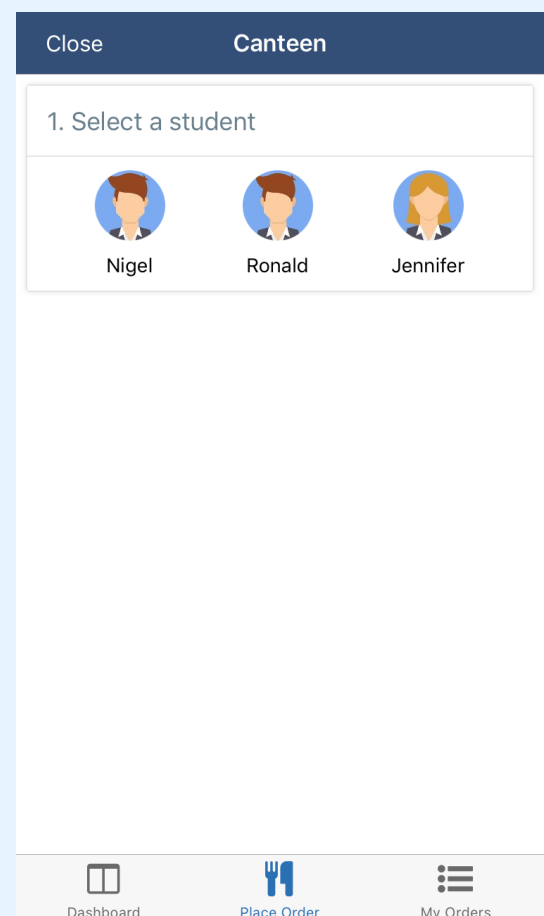 Close Canteen
1. Select a student
Nigel Ronald Jennifer
Dashboard Place Order My Orders